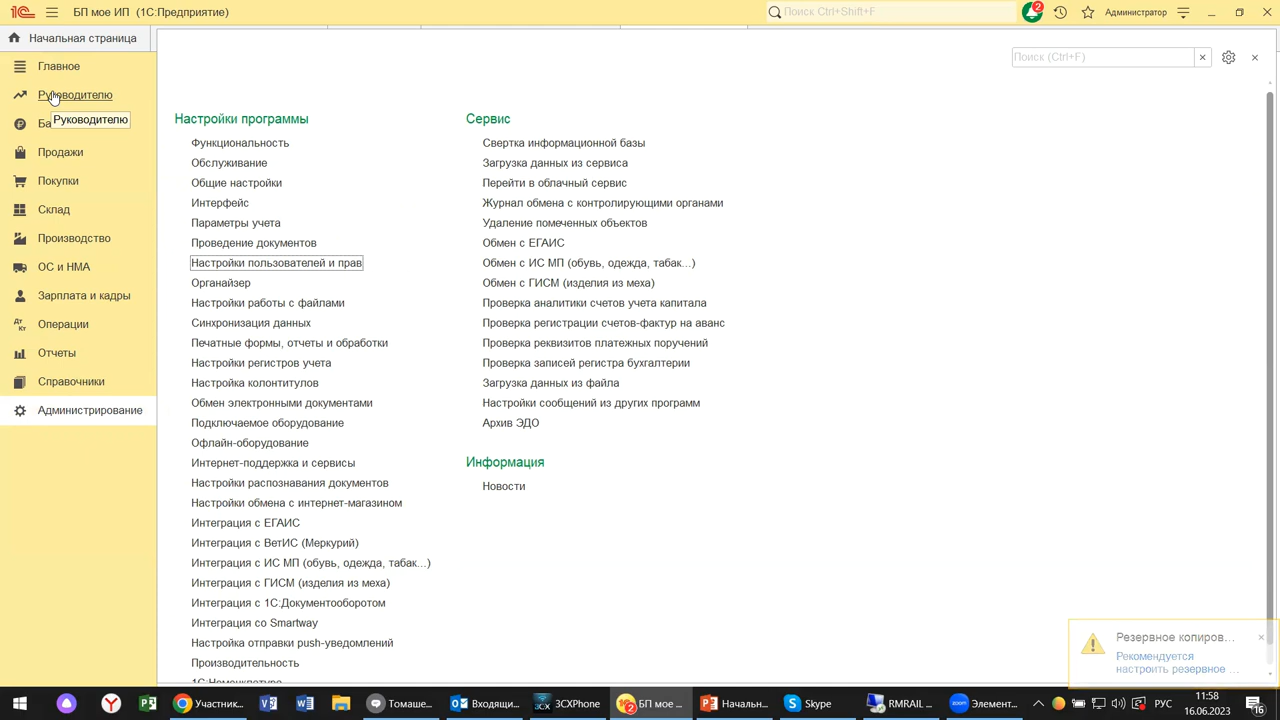 БП мое ИП (1С:Предприятие)
Поиск Ctrl+Shift+F
2
Администратор
Начальная страница
Поиск (Ctrl+F)
Главное
Руководителю
Ба
Руководителю
Продажи
Покупки
Склад
Производство
ОС и НМА
Зарплата и кадры
Дт
Кт
Операции
Отчеты
Справочники
Администрирование
Настройки программы
Функциональность
Обслуживание
Общие настройки
Интерфейс
Параметры учета
Проведение документов
Настройки пользователей и прав
Органайзер
Настройки работы с файлами
Синхронизация данных
Печатные формы, отчеты и обработки
Настройки регистров учета
Настройка колонтитулов
Обмен электронными документами
Подключаемое оборудование
Офлайн-оборудование
Интернет-поддержка и сервисы
Настройки распознавания документов
Настройки обмена с интернет-магазином
Интеграция с ЕГАИС
Интеграция с ВетИС (Меркурий)
Интеграция с ИС МП (обувь, одежда, табак...)
Интеграция с ГИСМ (изделия из меха)
Интеграция с 1С:Документооборотом
Интеграция со Smartway
Настройка отправки push-уведомлений
Производительность
1С:Номенклатура
Сервис
Свертка информационной базы
Загрузка данных из сервиса
Перейти в облачный сервис
Журнал обмена с контролирующими органами
Удаление помеченных объектов
Обмен с ЕГАИС
Обмен с ИС МП (обувь, одежда, табак...)
Обмен с ГИСМ (изделия из меха)
Проверка аналитики счетов учета капитала
Проверка регистрации счетов-фактур на аванс
Проверка реквизитов платежных поручений
Проверка записей регистра бухгалтерии
Загрузка данных из файла
Настройки сообщений из других программ
Архив ЭДО
Информация
Новости
Резервное копиров...
Рекомендуется
настроить резервное ...
Участник...
Томаше...
Входящи...
3CXPhone
БП мое ...
Начальн...
Skype
RMRAIL ...
Элемент...
РУС
11:58
16.06.2023
16